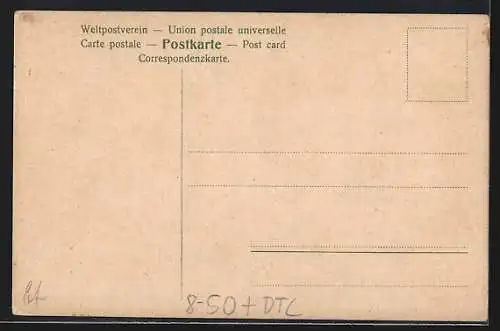 Weltpostverein — Union postale universelle
Carte postale — Postkarte — Post card
Correspondenzkarte.
8-50+DTC